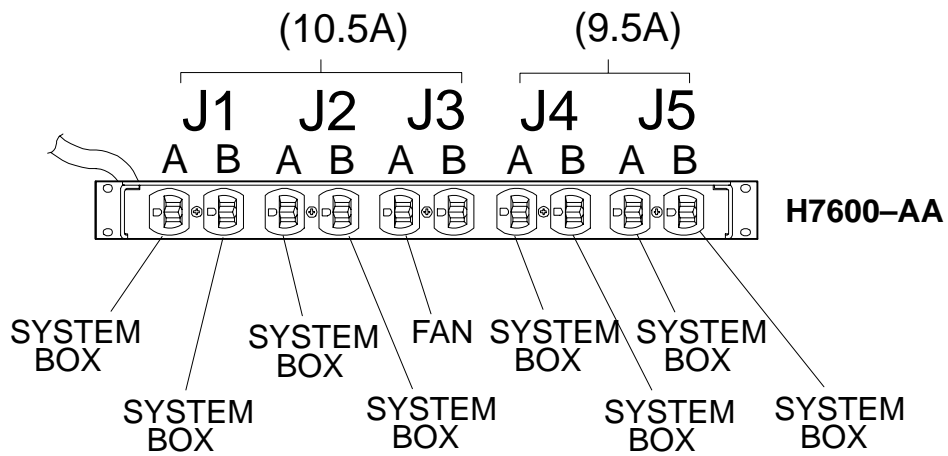 (10.5A) (9.5A)
J1 J2 J3 J4 J5
A B A B A B A B A B
H7600–AA
SYSTEM
BOX
SYSTEM
BOX
SYSTEM
BOX
SYSTEM
BOX
FAN
SYSTEM
BOX
SYSTEM
BOX
SYSTEM
BOX
SYSTEM
BOX